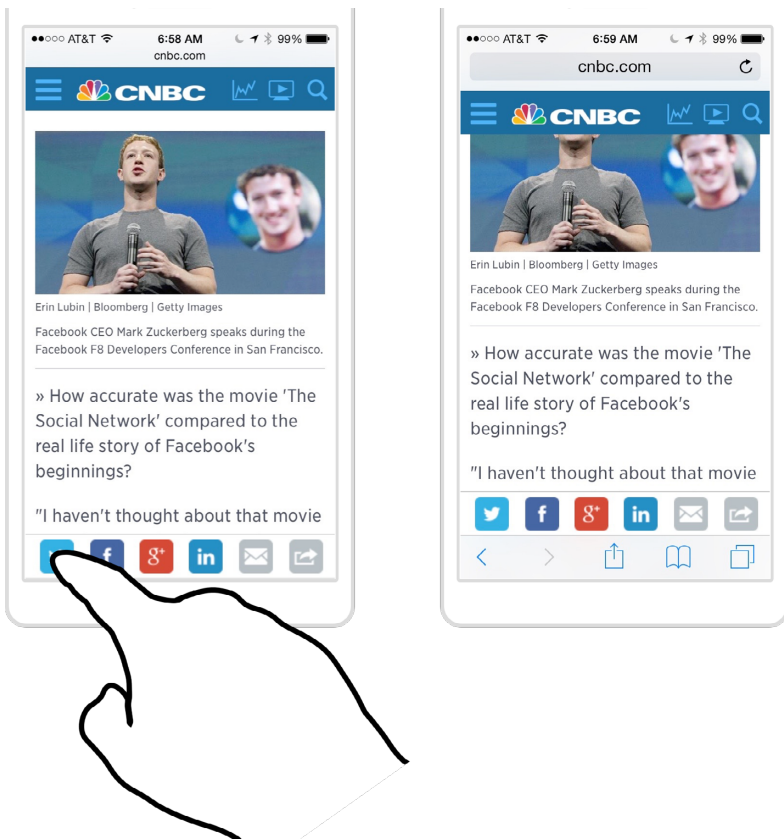 AT&T 6:58 AM 99%
cnbc.com
CNBC
Erin Lubin | Bloomberg | Getty Images
Facebook CEO Mark Zuckerberg speaks during the
Facebook F8 Developers Conference in San Francisco.
» How accurate was the movie 'The
Social Network' compared to the
real life story of Facebook's
beginnings?
"I haven't thought about that movie
f g+ in
AT&T 6:59 AM 99%
cnbc.com
CNBC
Erin Lubin | Bloomberg | Getty Images
Facebook CEO Mark Zuckerberg speaks during the
Facebook F8 Developers Conference in San Francisco.
» How accurate was the movie 'The
Social Network' compared to the
real life story of Facebook's
beginnings?
"I haven't thought about that movie
f g+ in